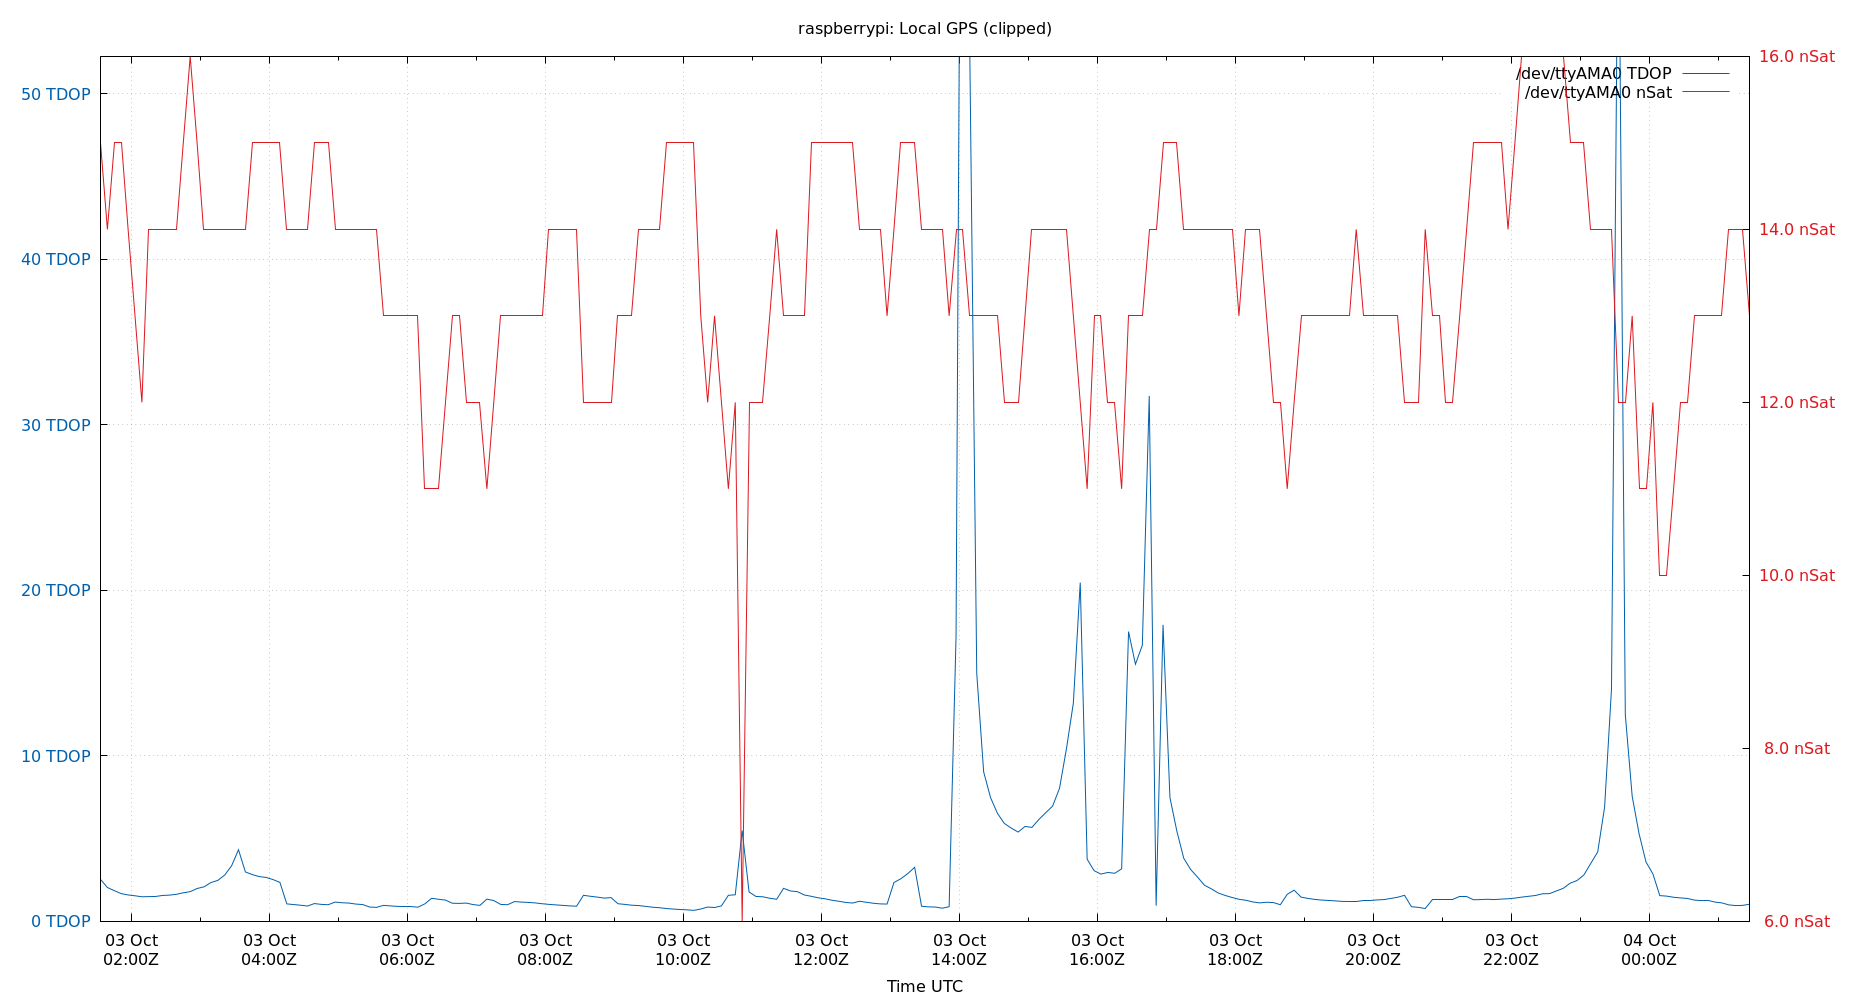 raspberrypi: Local GPS (clipped)
/dev/ttyAMA0 TDOP
/dev/ttyAMA0 nSat
50 TDOP
40 TDOP
30 TDOP
20 TDOP
10 TDOP
0 TDOP
16.0 nSat
14.0 nSat
12.0 nSat
10.0 nSat
8.0 nSat
6.0 nSat
03 Oct 03 Oct 03 Oct 03 Oct 03 Oct 03 Oct 03 Oct 03 Oct 03 Oct 03 Oct 03 Oct 04 Oct
02:00Z 04:00Z 06:00Z 08:00Z 10:00Z 12:00Z 14:00Z 16:00Z 18:00Z 20:00Z 22:00Z 00:00Z
Time UTC